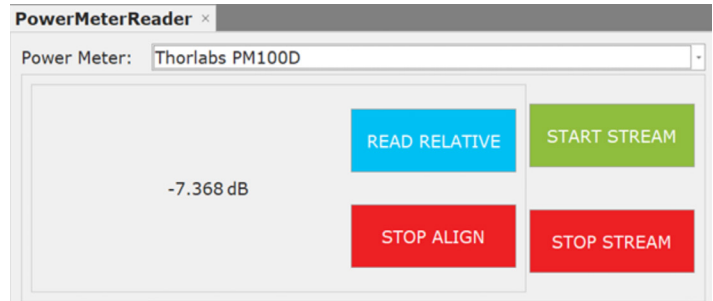 PowerMeterReader ×
Power Meter: Thorlabs PM100D
READ RELATIVE
START STREAM
-7.368 dB
STOP ALIGN
STOP STREAM